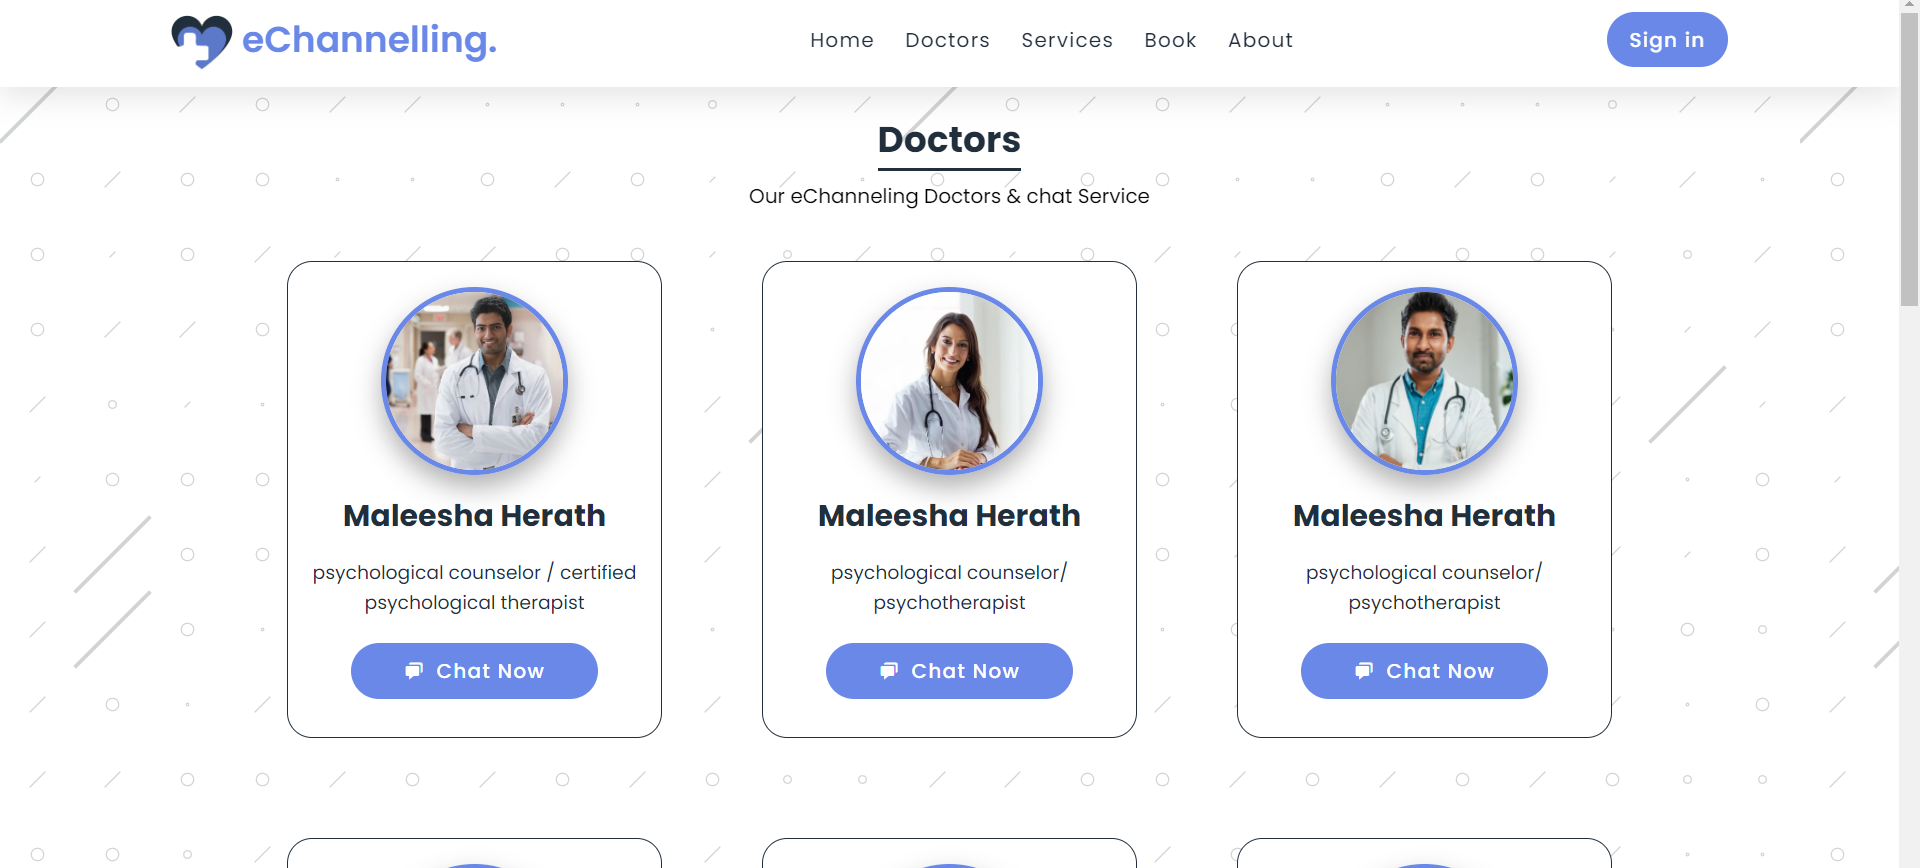 eChannelling.
Home Doctors Services Book About
Sign in
Doctors
Our eChanneling Doctors & chat Service
Maleesha Herath
psychological counselor / certified
psychological therapist
Chat Now
Maleesha Herath
psychological counselor/
psychotherapist
Chat Now
Maleesha Herath
psychological counselor/
psychotherapist
Chat Now